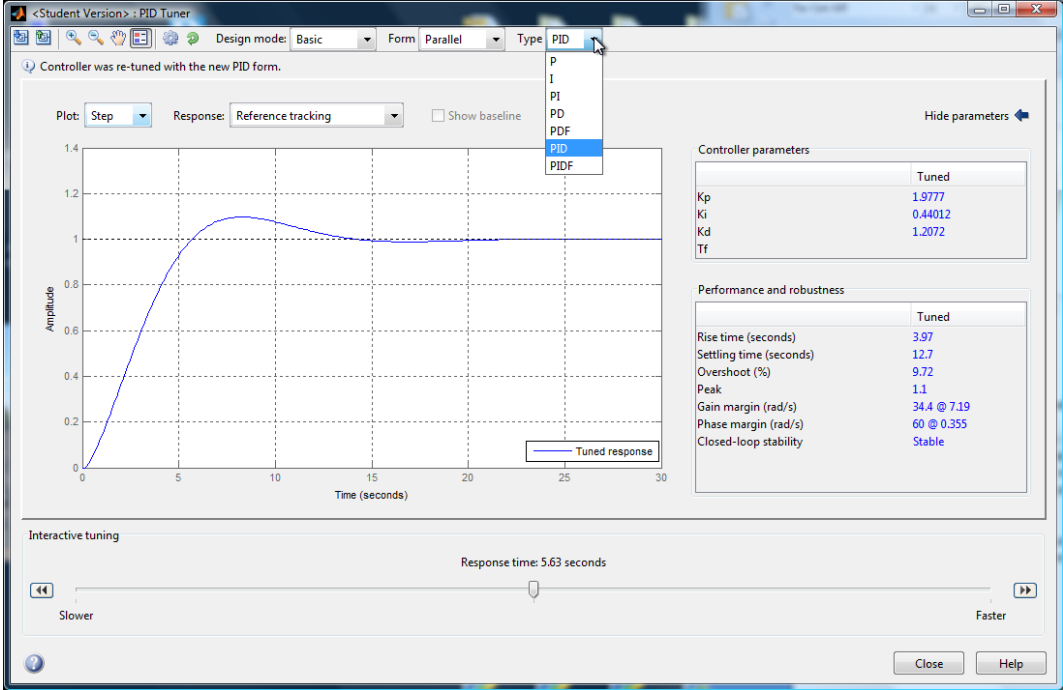 <Student Version> : PID Tuner
Design mode: Basic Form Parallel Type PID
Controller was re-tuned with the new PID form.
P
I
PI
PD
PDF
PID
PIDF
Plot: Step Response: Reference tracking Show baseline Hide parameters
1.4
1.2
1
0.8
0.6
0.4
0.2
0
Amplitude
0 5 10 15 20 25 30
Time (seconds)
Tuned response
Controller parameters
Tuned
Kp 1.9777
Ki 0.44012
Kd 1.2072
Tf
Performance and robustness
Tuned
Rise time (seconds) 3.97
Settling time (seconds) 12.7
Overshoot (%) 9.72
Peak 1.1
Gain margin (rad/s) 34.4 @ 7.19
Phase margin (rad/s) 60 @ 0.355
Closed-loop stability Stable
Interactive tuning
Response time: 5.63 seconds
Slower Faster
Close Help